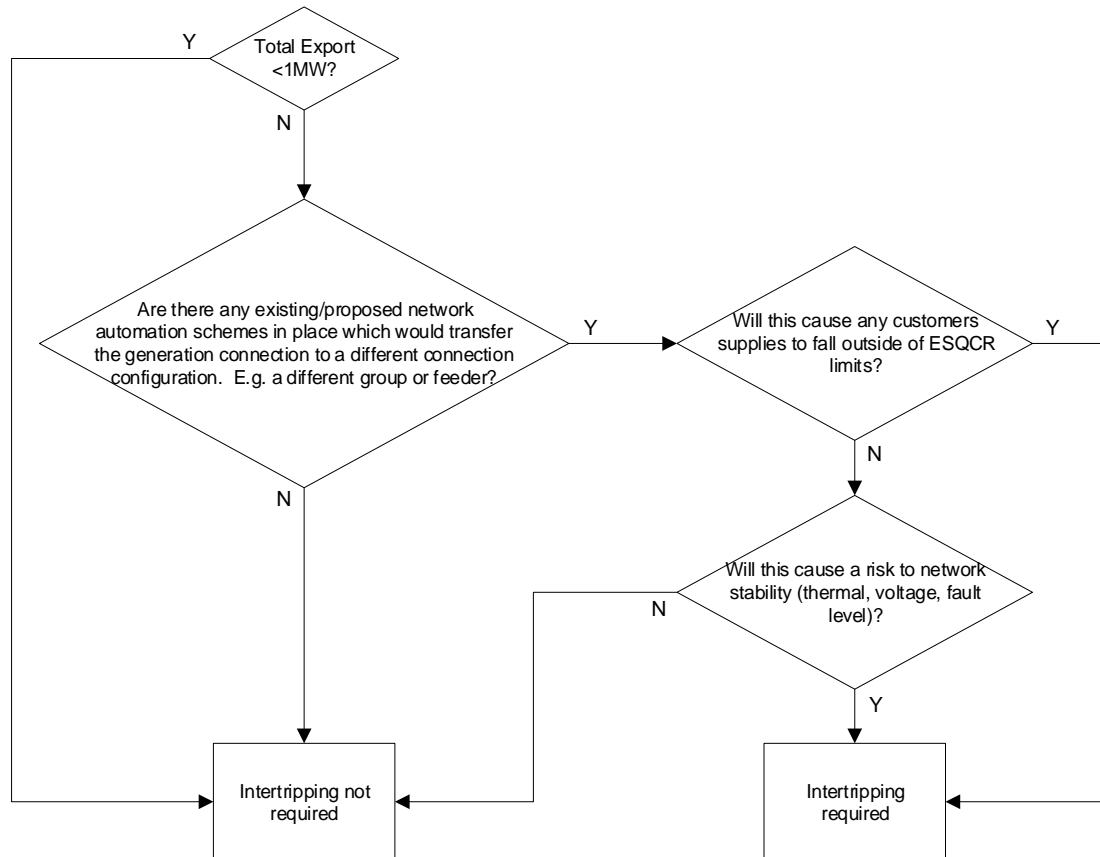 Y
Total Export
<1MW?
N
Are there any existing/proposed network
automation schemes in place which would transfer
the generation connection to a different connection
configuration. E.g. a different group or feeder?
Y
Will this cause any customers
supplies to fall outside of ESQCR
limits?
Y
N
N
Will this cause a risk to network
stability (thermal, voltage, fault
level)?
N
Y
Intertripping not
required
Intertripping
required